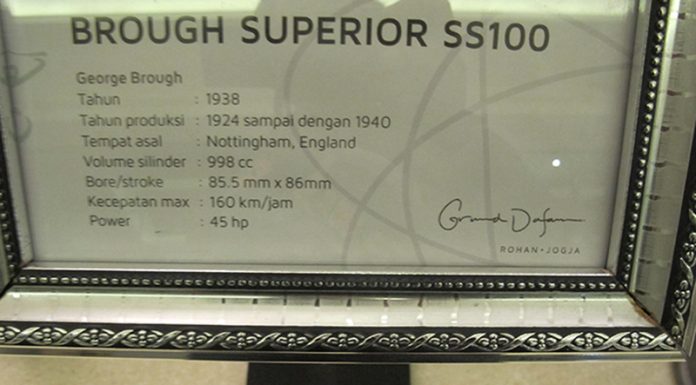 BROUGH SUPERIOR SS100
George Brough
Tahun : 1938
Tahun produksi : 1924 sampai dengan 1940
Tempat asal : Nottingham, England
Volume silinder : 998 cc
Bore/stroke : 85.5 mm x 86mm
Kecepatan max : 160 km/jam
Power : 45 hp
Grand Dafam
ROHAN • JOGJA